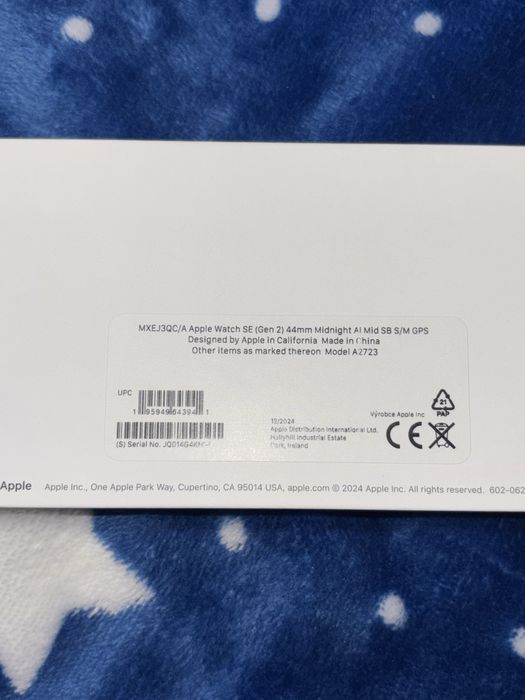 MXEJ3QC/A Apple Watch SE (Gen 2) 44mm Midnight Al Mid SB S/M GPS
Designed by Apple in California Made in China
Other items as marked thereon Model A2723
UPC
(S) Serial No.
12/2024
Apple Distribution International Ltd.
Hollyhill Industrial Estate
Cork, Ireland
Výrobce Apple Inc
21
PAP
CE
Apple Apple Inc., One Apple Park Way, Cupertino, CA 95014 USA, apple.com © 2024 Apple Inc. All rights reserved. 602-062